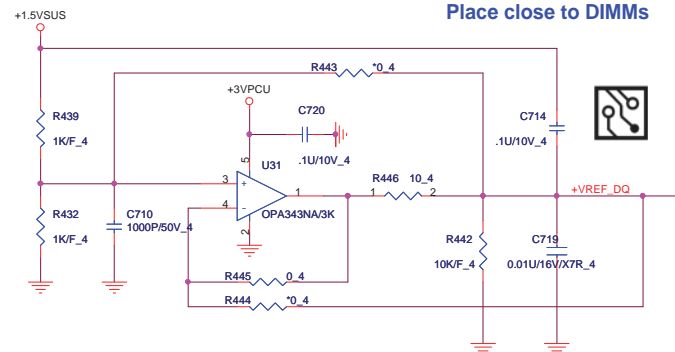 Place close to DIMMs
+1.5VSUS
R443
*0_4
+3VPCU
R439
1K/F_4
C720
.1U/10V_4
C714
.1U/10V_4
5
U31
3
+
R446
10_4
1
1
2
4
-
OPA343NA/3K
+VREF_DQ
2
R432
1K/F_4
C710
1000P/50V_4
R442
10K/F_4
C719
0.01U/16V/X7R_4
R445
0_4
R444
*0_4